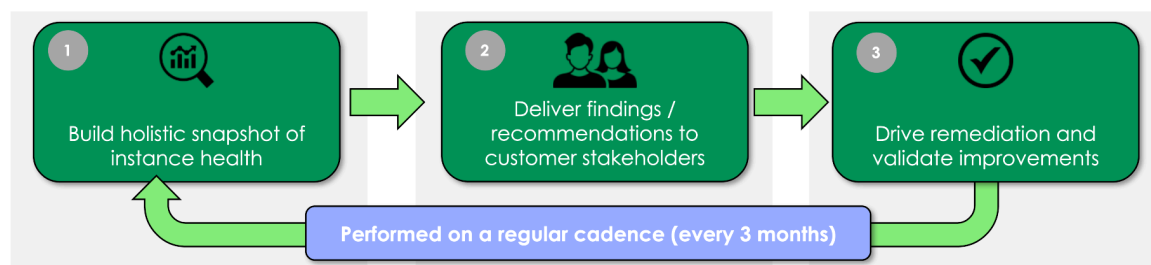 1
Build holistic snapshot of
instance health
2
Deliver findings /
recommendations to
customer stakeholders
3
Drive remediation and
validate improvements
Performed on a regular cadence (every 3 months)